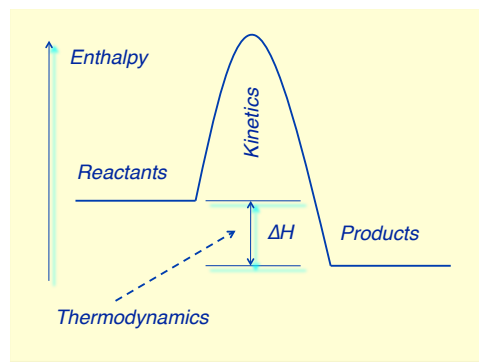 Enthalpy
Kinetics
Reactants
ΔH
Products
Thermodynamics